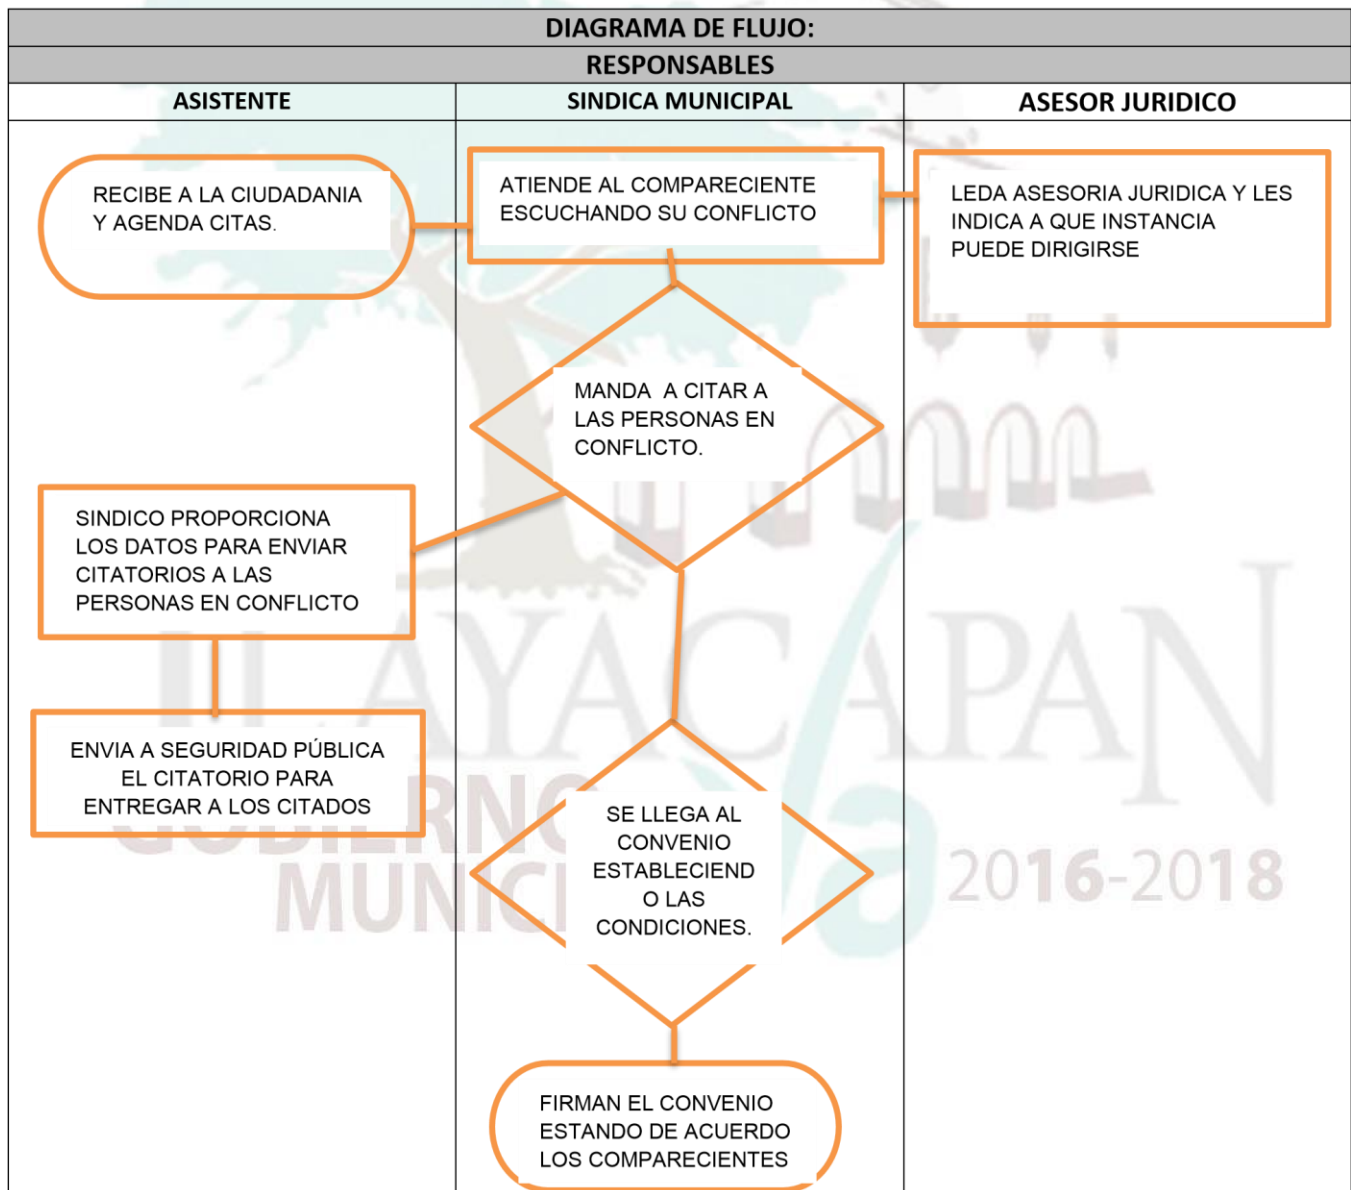 DIAGRAMA DE FLUJO:
RESPONSABLES
ASISTENTE
SINDICA MUNICIPAL
ASESOR JURIDICO
RECIBE A LA CIUDADANIA
Y AGENDA CITAS.
ATIENDE AL COMPARECIENTE
ESCUCHANDO SU CONFLICTO
LEDA ASESORIA JURIDICA Y LES
INDICA A QUE INSTANCIA
PUEDE DIRIGIRSE
MANDA  A CITAR A
LAS PERSONAS EN
CONFLICTO.
SINDICO PROPORCIONA
LOS DATOS PARA ENVIAR
CITATORIOS A LAS
PERSONAS EN CONFLICTO
ENVIA A SEGURIDAD PÚBLICA
EL CITATORIO PARA
ENTREGAR A LOS CITADOS
SE LLEGA AL
CONVENIO
ESTABLECIEND
O LAS
CONDICIONES.
FIRMAN EL CONVENIO
ESTANDO DE ACUERDO
LOS COMPARECIENTES
2016-2018